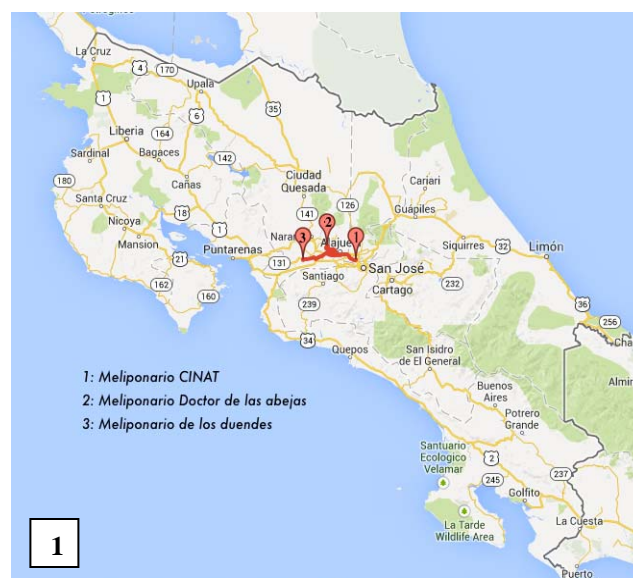 La Cruz
4
170
Upala
35
1
6
Liberia
164
Sardinal
Bagaces
142
Cañas
180
Santa Cruz
Nicoya
Mansion
18
1
21
162
160
Ciudad
Quesada
141
126
Cariari
Guápiles
Siquirres
32
Limón
36
256
Puntarenas
131
3
2
1
Santiago
San José
Cartago
232
239
34
Quepos
San Isidro
de El General
Buenos
Aires
Potrero
Grande
Santuario
Ecologico
Velamar
2
245
237
Golfito
La Cuesta
La Tarde
Wildlife Area
Puerto
1: Meliponario CINAT
2: Meliponario Doctor de las abejas
3: Meliponario de los duendes
1